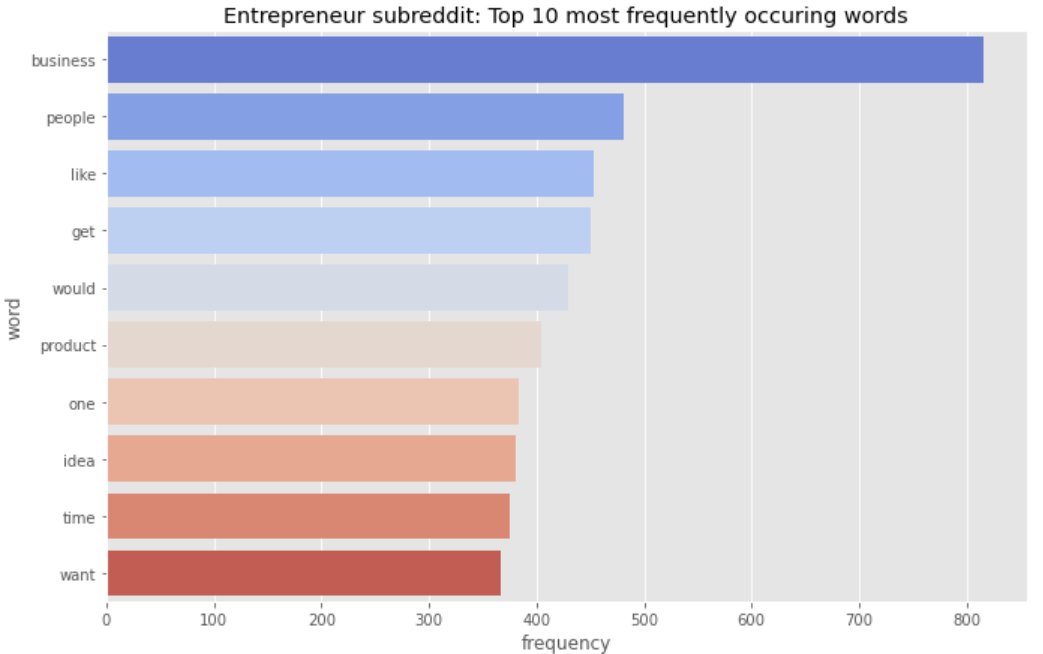 Entrepreneur subreddit: Top 10 most frequently occuring words
business
people
like
get
would
product
one
idea
time
want
word
0 100 200 300 400 500 600 700 800
frequency